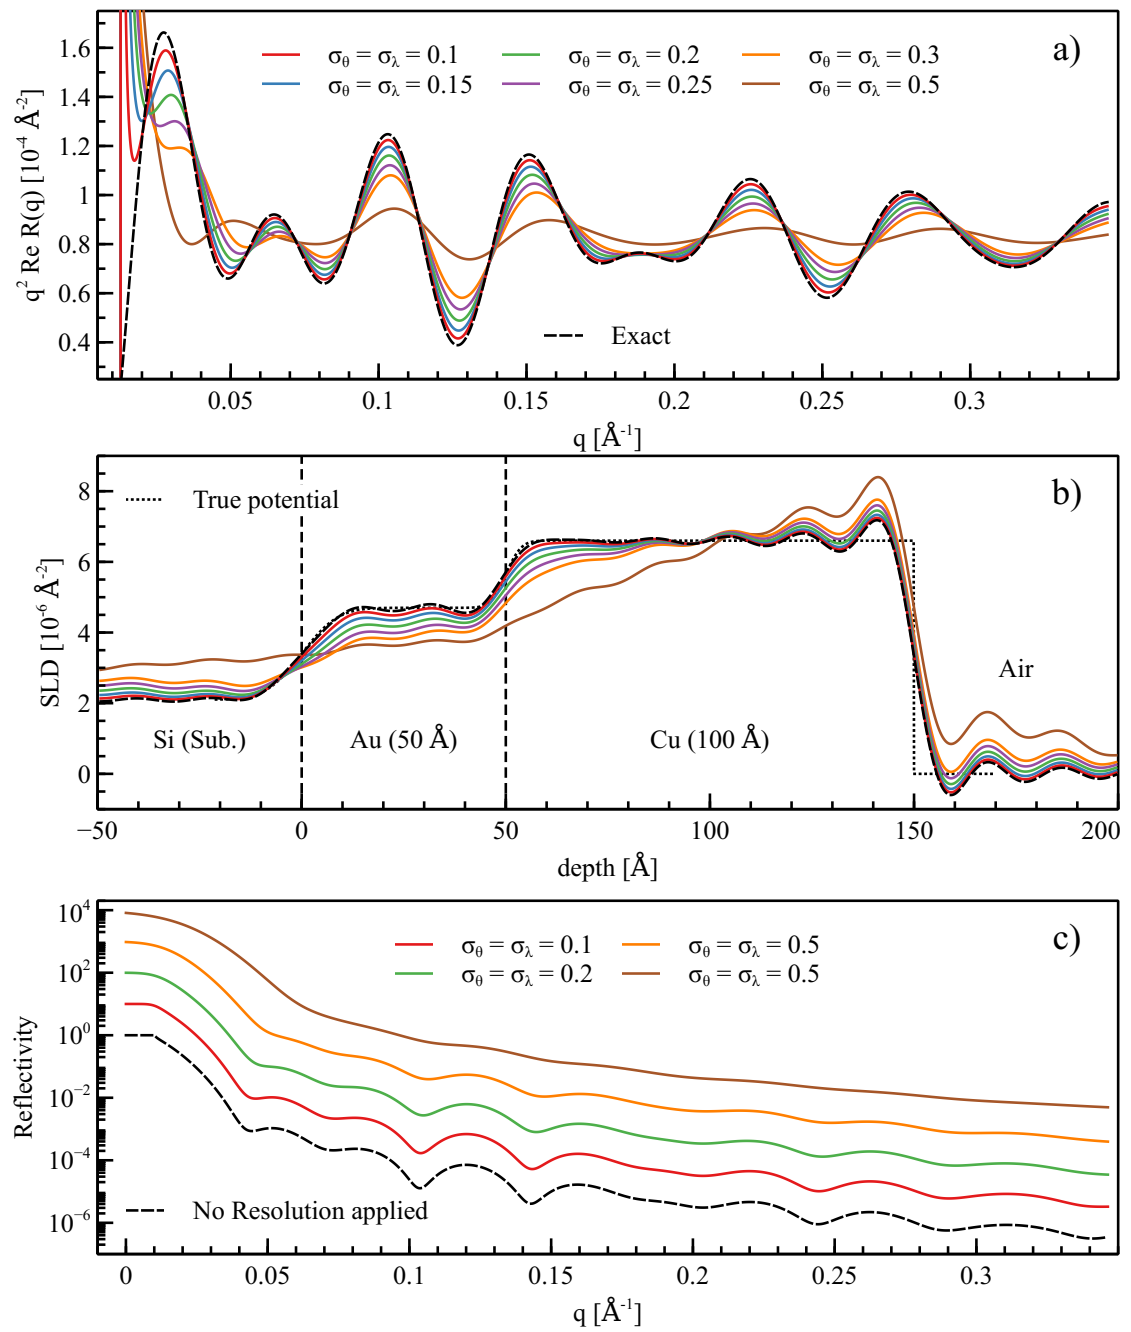 a)
σθ = σλ = 0.1
σθ = σλ = 0.2
σθ = σλ = 0.3
σθ = σλ = 0.15
σθ = σλ = 0.25
σθ = σλ = 0.5
1.6
1.4
1.2
1
0.8
0.6
0.4
q² Re R(q) [10⁻⁴ Å⁻²]
Exact
0.05
0.1
0.15
0.2
0.25
0.3
q [Å⁻¹]
b)
True potential
8
6
4
2
0
SLD [10⁻⁶ Å⁻²]
Air
Si (Sub.)
Au (50 Å)
Cu (100 Å)
−50
0
50
100
150
200
depth [Å]
c)
σθ = σλ = 0.1
σθ = σλ = 0.5
σθ = σλ = 0.2
σθ = σλ = 0.5
10⁴
10²
10⁰
10⁻²
10⁻⁴
10⁻⁶
Reflectivity
No Resolution applied
0
0.05
0.1
0.15
0.2
0.25
0.3
q [Å⁻¹]